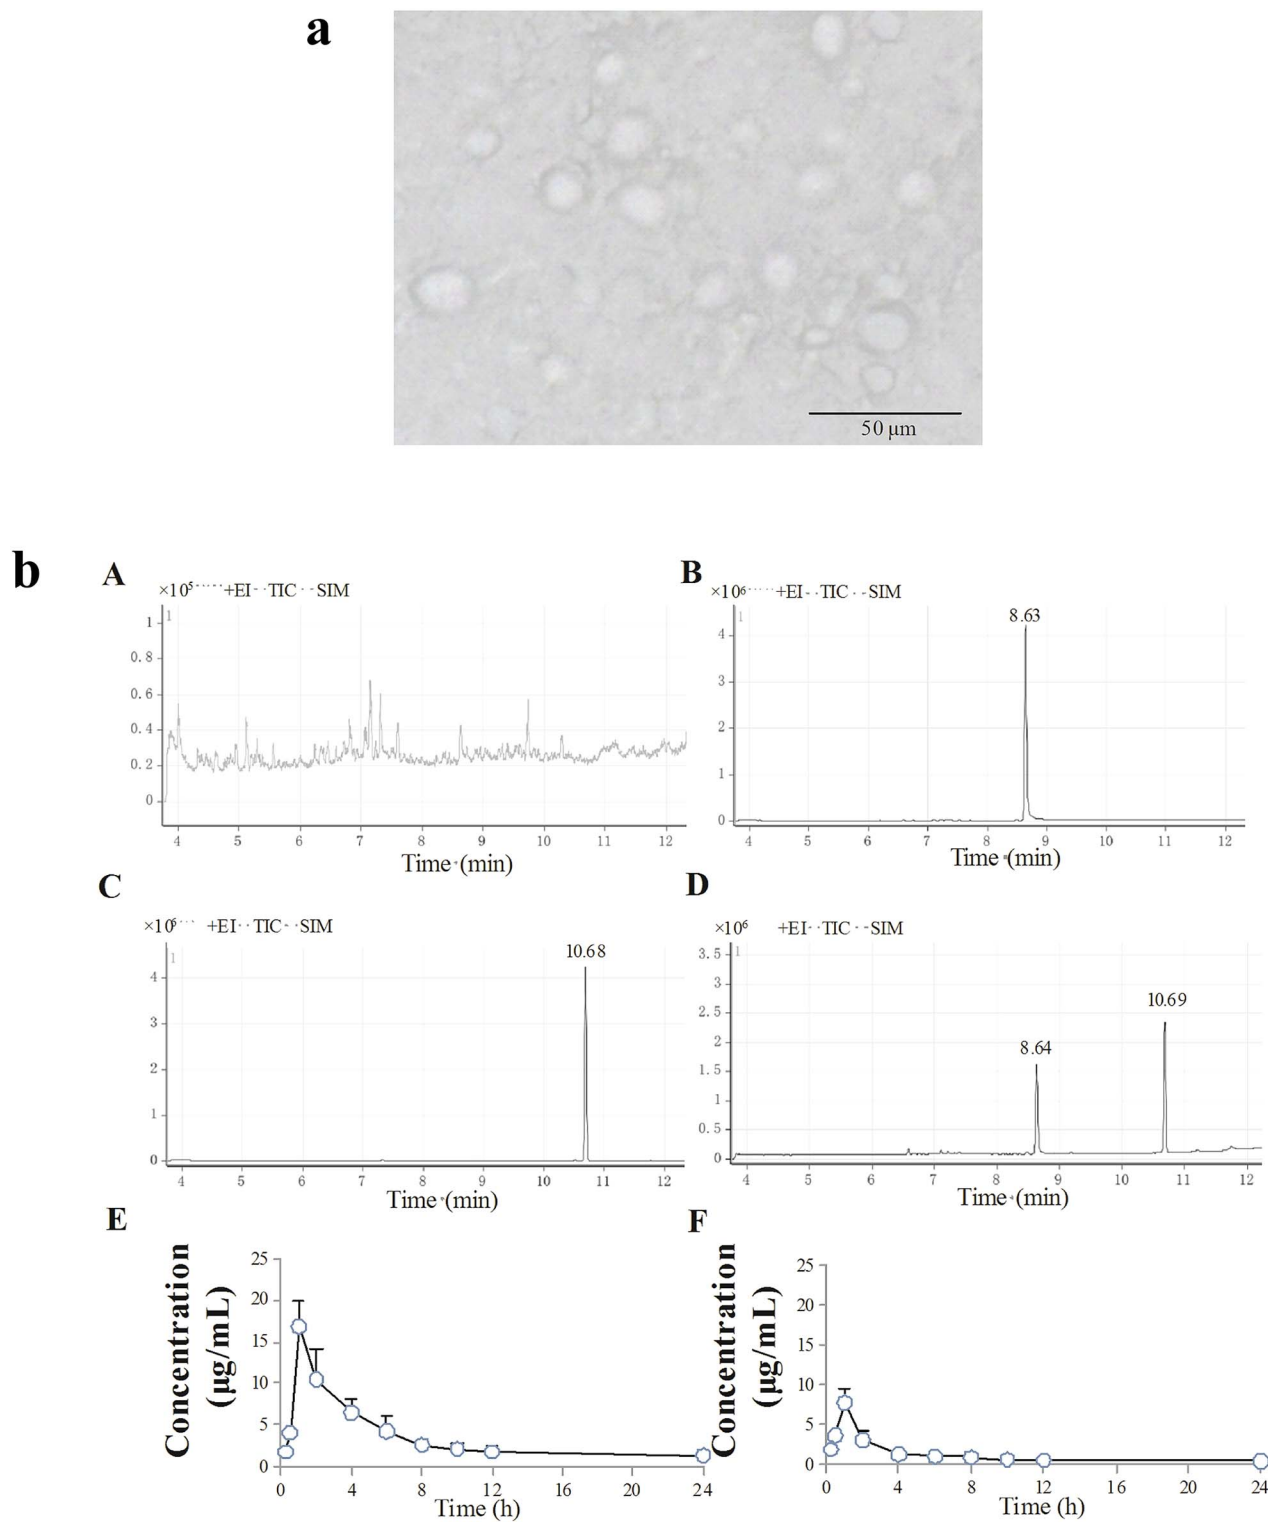 a
50 µm
b
A
×10⁵ +EI TIC SIM
1
1
0.8
0.6
0.4
0.2
0
4 5 6 7 8 9 10 11 12
Time (min)
B
×10⁶ +EI TIC SIM
1
8.63
4
3
2
1
0
4 5 6 7 8 9 10 11 12
Time (min)
C
×10⁶ +EI TIC SIM
1
10.68
4
3
2
1
0
4 5 6 7 8 9 10 11 12
Time (min)
D
×10⁶ +EI TIC SIM
1
3.5
3
2.5
2
1.5
1
0.5
0
8.64
10.69
4 5 6 7 8 9 10 11 12
Time (min)
E
Concentration
(µg/mL)
25
20
15
10
5
0
0 4 8 12 16 20 24
Time (h)
F
Concentration
(µg/mL)
25
20
15
10
5
0
0 4 8 12 16 20 24
Time (h)